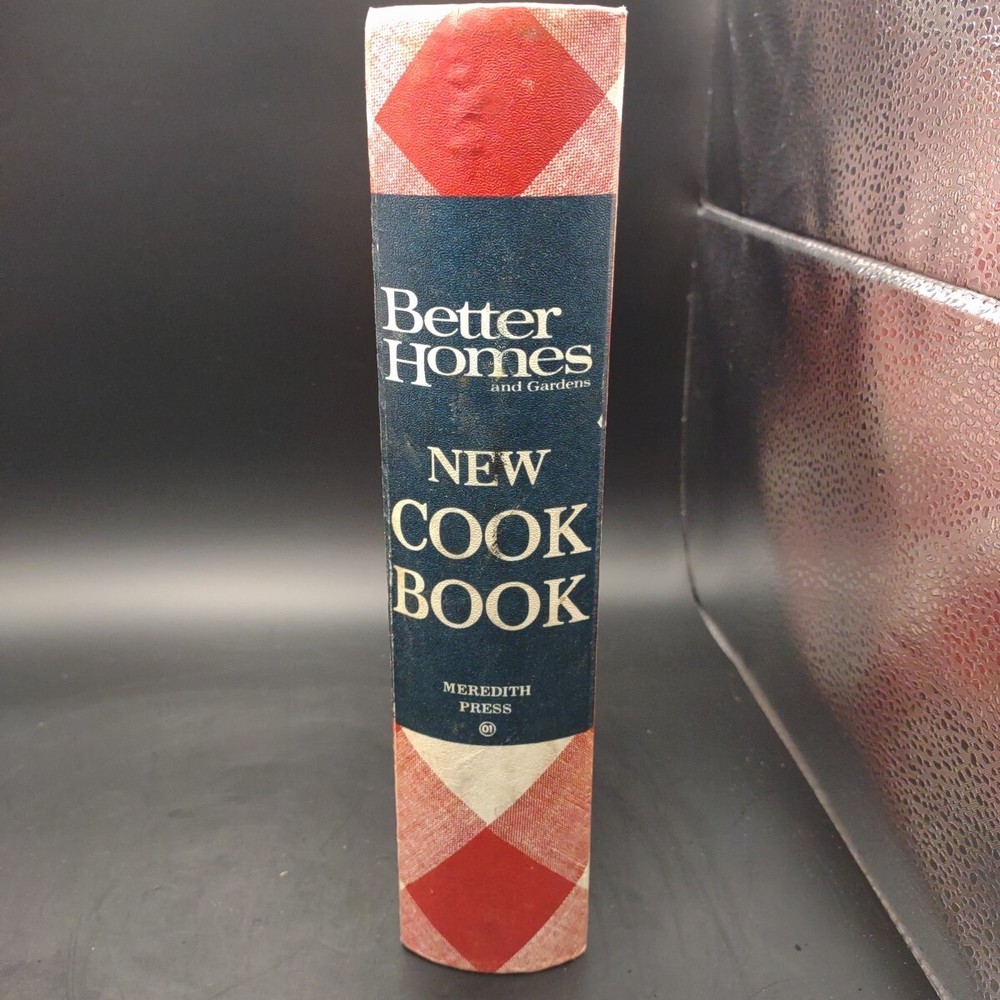 Better
Homes
and Gardens
NEW
COOK
BOOK
MEREDITH
PRESS
01